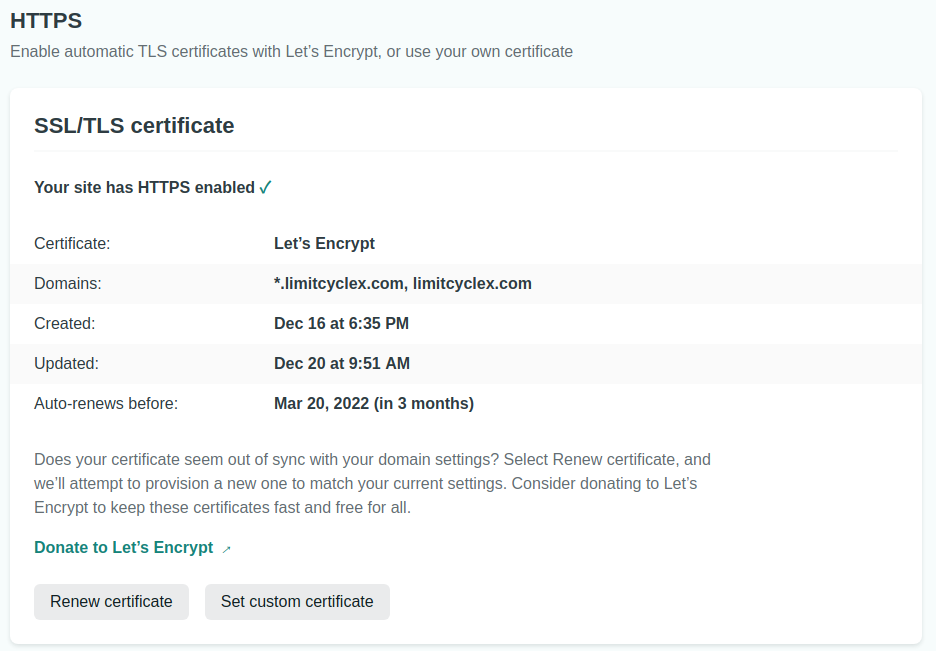 HTTPS
Enable automatic TLS certificates with Let’s Encrypt, or use your own certificate
SSL/TLS certificate
Your site has HTTPS enabled ✓
Certificate: Let’s Encrypt
Domains: *.limitcyclex.com, limitcyclex.com
Created: Dec 16 at 6:35 PM
Updated: Dec 20 at 9:51 AM
Auto-renews before: Mar 20, 2022 (in 3 months)
Does your certificate seem out of sync with your domain settings? Select Renew certificate, and
we’ll attempt to provision a new one to match your current settings. Consider donating to Let’s
Encrypt to keep these certificates fast and free for all.
Donate to Let’s Encrypt ↗
Renew certificate Set custom certificate